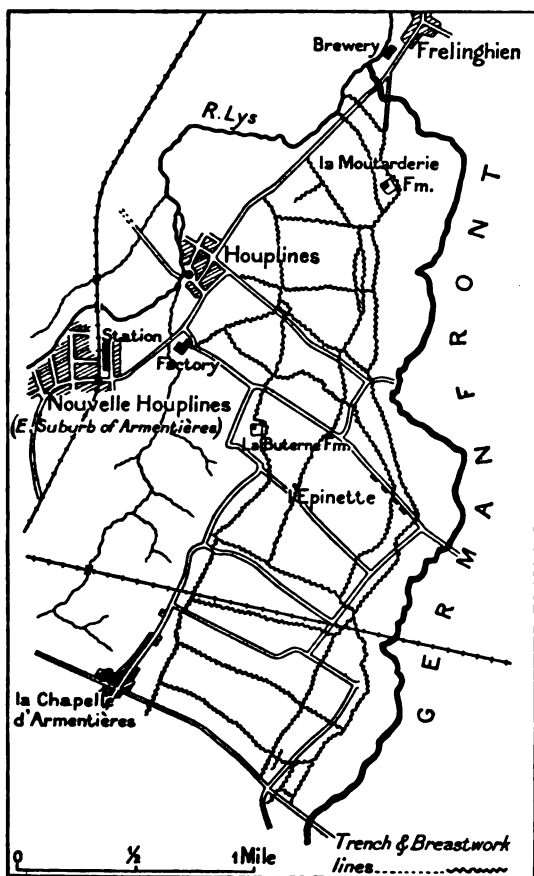 Brewery
Frelinghien
R. Lys
la Moutarderie
Fm.
Houplines
Station
Factory
Nouvelle Houplines
(E. Suburb of Armentières)
La Buterne Fm.
l'Epinette
GERMAN FRONT
la Chapelle
d'Armentières
0 ½ 1 Mile
Trench & Breastwork
lines........